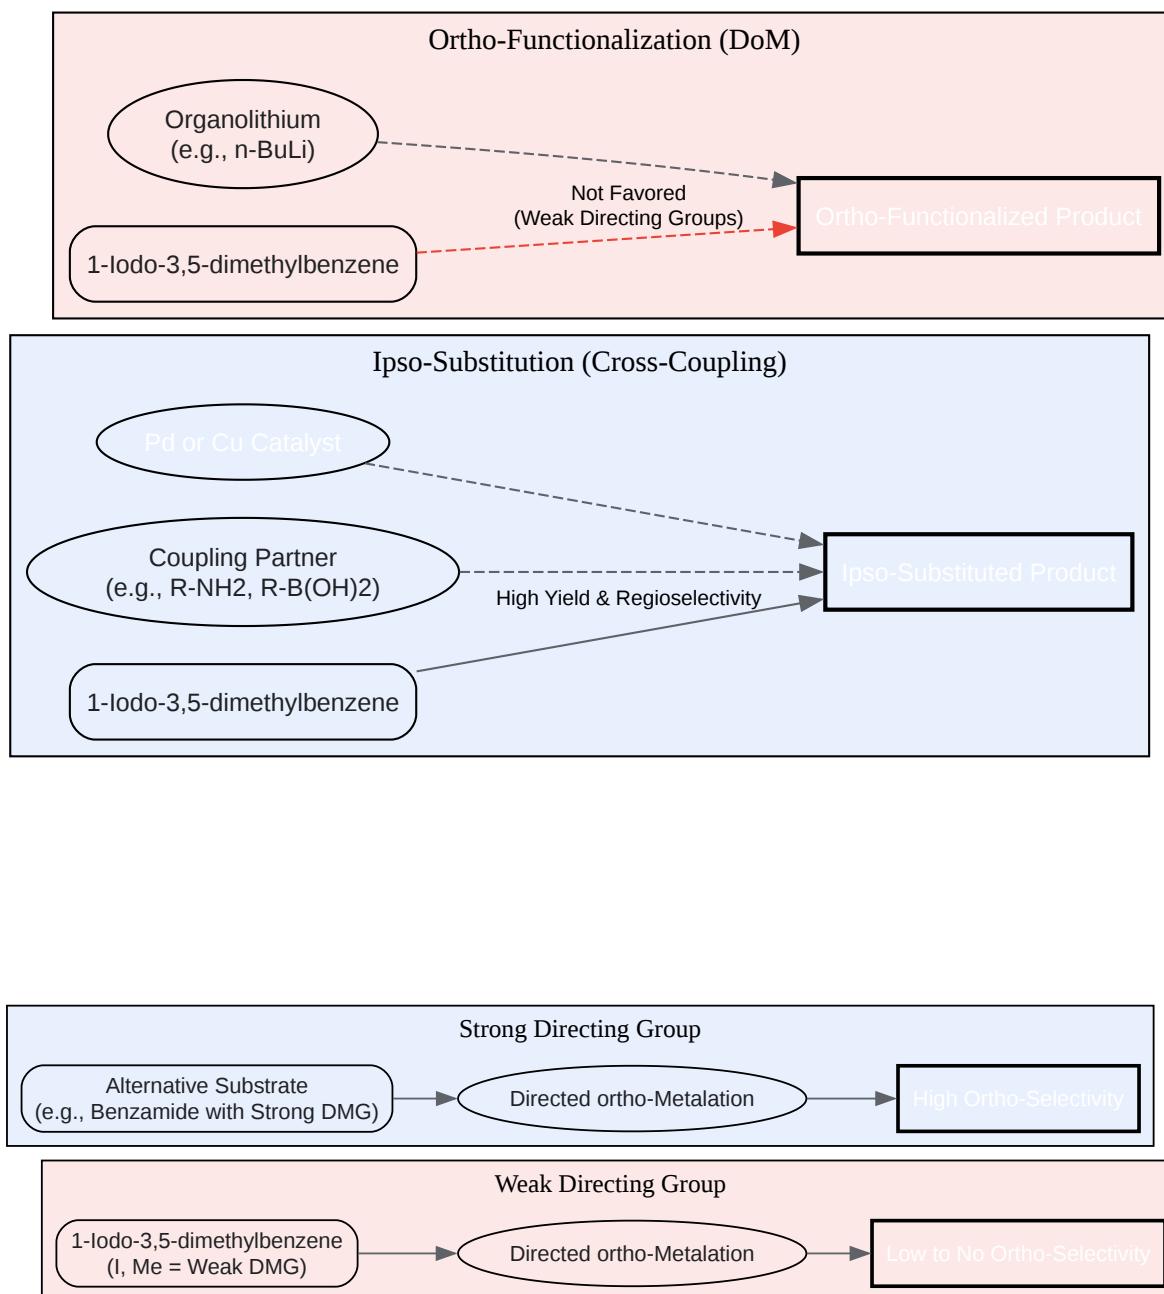 Ortho-Functionalization (DoM)
Organolithium
(e.g., n-BuLi)
Not Favored
(Weak Directing Groups)
Ortho-Functionalized Product
1-Iodo-3,5-dimethylbenzene
Ipso-Substitution (Cross-Coupling)
Pd or Cu Catalyst
Coupling Partner
(e.g., R-NH2, R-B(OH)2)
Ipso-Substituted Product
High Yield & Regioselectivity
1-Iodo-3,5-dimethylbenzene
Strong Directing Group
Alternative Substrate
(e.g., Benzamide with Strong DMG)
Directed ortho-Metalation
High Ortho-Selectivity
Weak Directing Group
1-Iodo-3,5-dimethylbenzene
(I, Me = Weak DMG)
Directed ortho-Metalation
Low to No Ortho-Selectivity